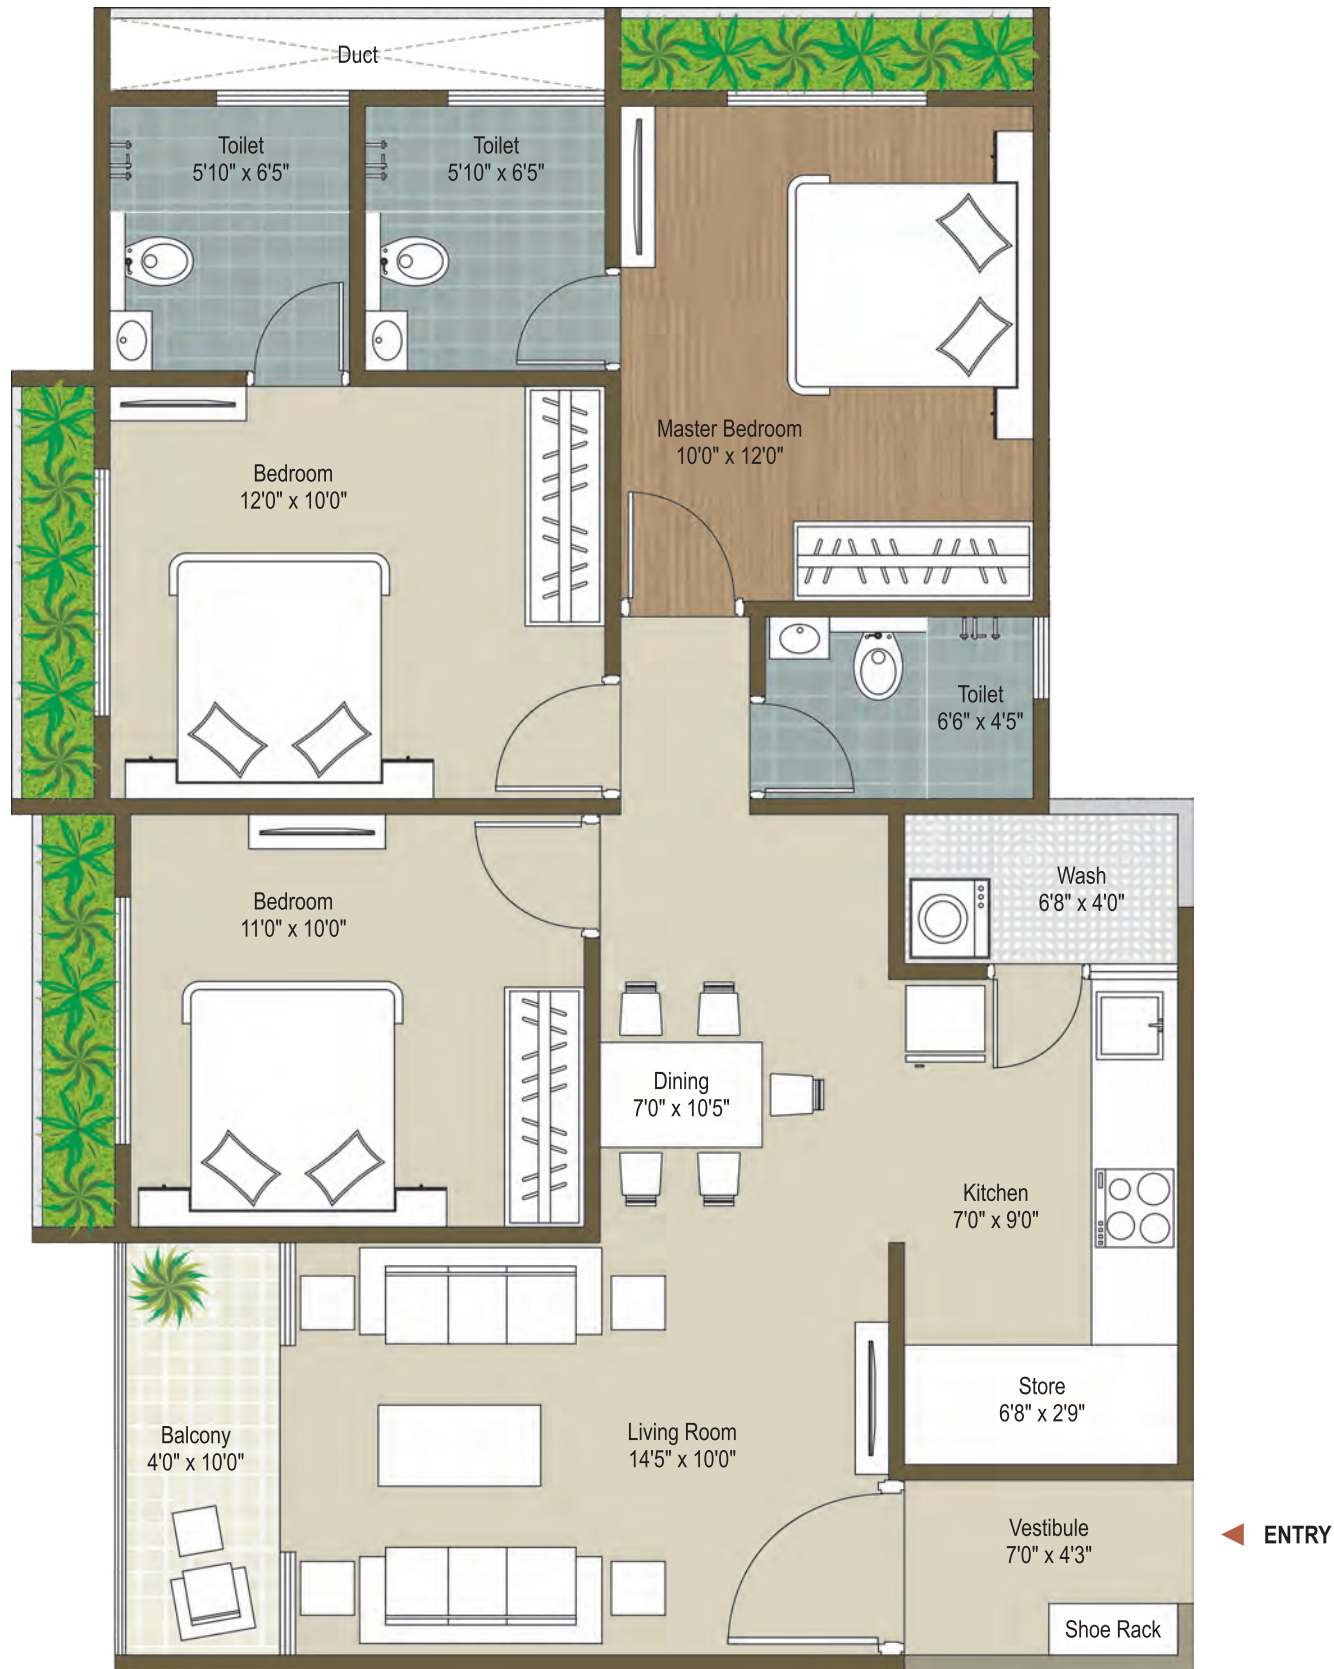 Duct
Toilet
5'10" x 6'5"
Toilet
5'10" x 6'5"
Master Bedroom
10'0" x 12'0"
Bedroom
12'0" x 10'0"
Toilet
6'6" x 4'5"
Wash
6'8" x 4'0"
Bedroom
11'0" x 10'0"
Dining
7'0" x 10'5"
Kitchen
7'0" x 9'0"
Store
6'8" x 2'9"
Living Room
14'5" x 10'0"
Balcony
4'0" x 10'0"
Vestibule
7'0" x 4'3"
ENTRY
Shoe Rack